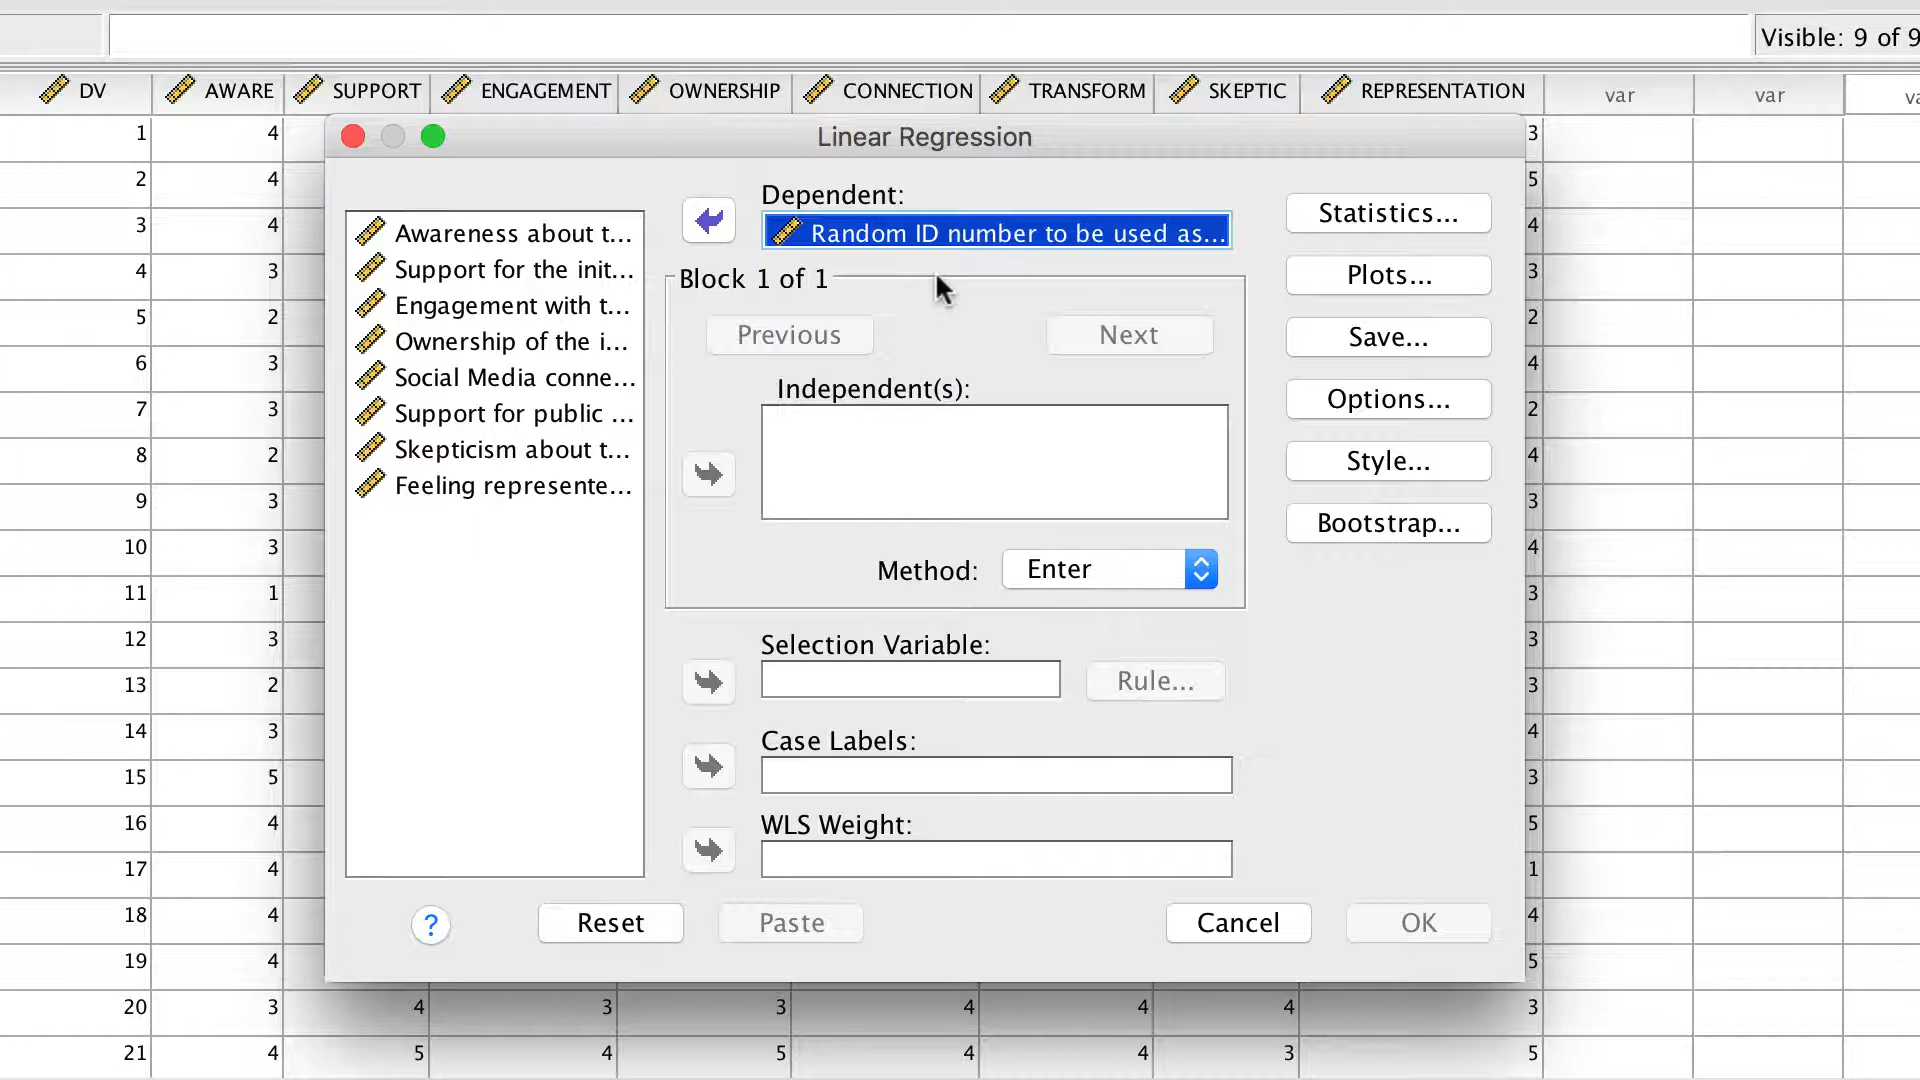 Visible: 9 of 9
DV AWARE SUPPORT ENGAGEMENT OWNERSHIP CONNECTION TRANSFORM SKEPTIC REPRESENTATION var var va
Linear Regression
1 4 3
2 4 5
3 4 4
4 3 3
5 2 2
6 3 4
7 3 2
8 2 4
9 3 3
10 3 4
11 1 3
12 3 3
13 2 3
14 3 4
15 5 3
16 4 5
17 4 1
18 4 4
19 4 5
20 3 4 3 3 4 4 4 3
21 4 5 4 5 4 4 3 5
Awareness about t...
Support for the init...
Engagement with t...
Ownership of the i...
Social Media conne...
Support for public ...
Skepticism about t...
Feeling represente...
Dependent:
Random ID number to be used as...
Block 1 of 1
Previous Next
Independent(s):
Method: Enter
Selection Variable:
Rule...
Case Labels:
WLS Weight:
Statistics...
Plots...
Save...
Options...
Style...
Bootstrap...
? Reset Paste Cancel OK